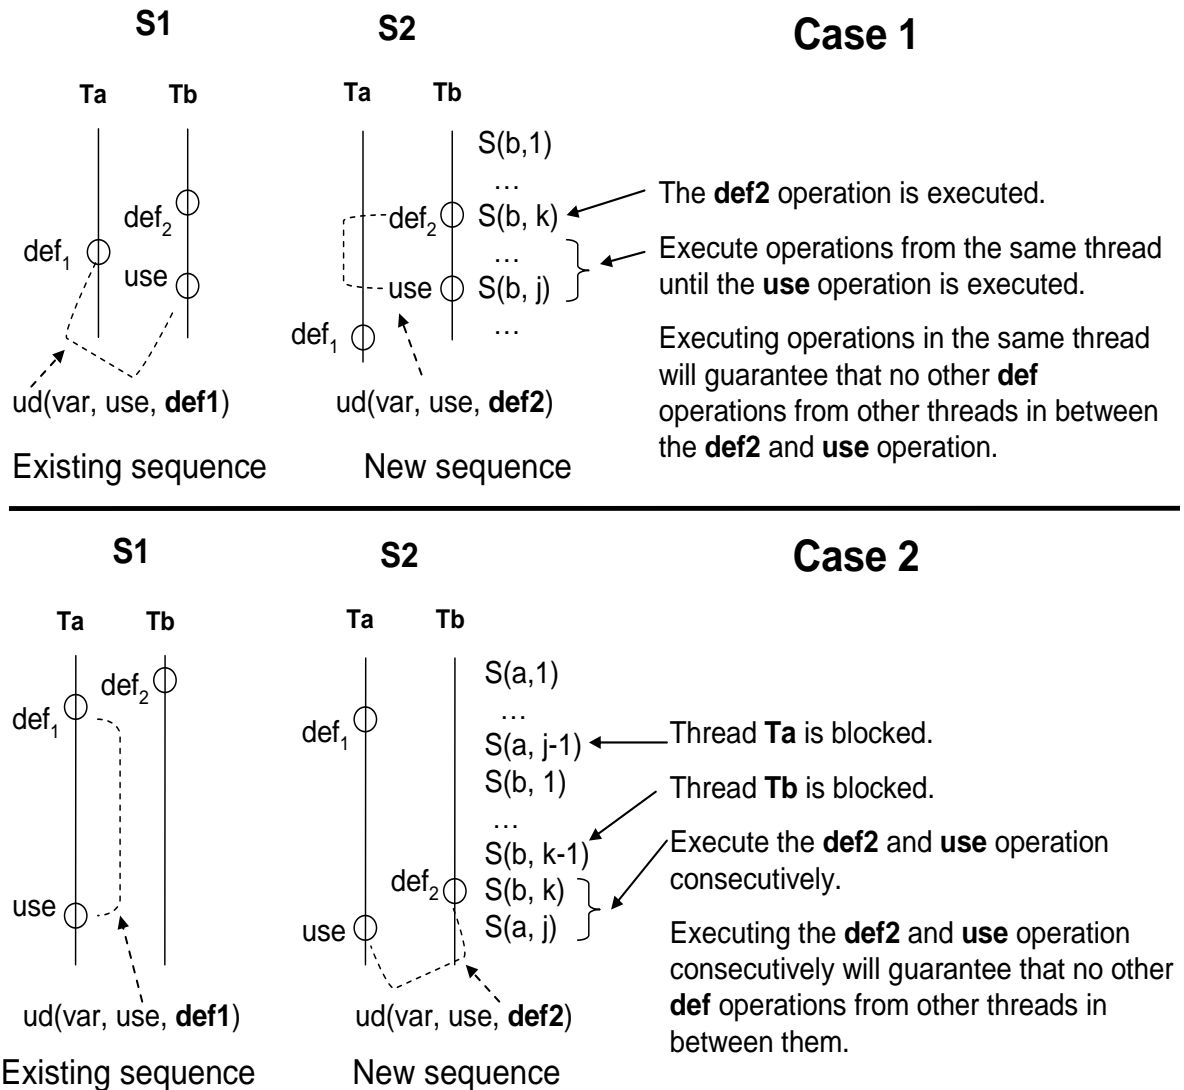 S1
S2
Case 1
Ta
Tb
Ta
Tb
S(b,1)
…
def2
def1
use
def2
S(b, k)
…
use
S(b, j)
def1
…
The def2 operation is executed.
Execute operations from the same thread
until the use operation is executed.
Executing operations in the same thread
will guarantee that no other def
operations from other threads in between
the def2 and use operation.
ud(var, use, def1)
ud(var, use, def2)
Existing sequence
New sequence
S1
S2
Case 2
Ta
Tb
Ta
Tb
def2
def1
use
def1
S(a,1)
…
S(a, j-1)
S(b, 1)
…
S(b, k-1)
def2
S(b, k)
use
S(a, j)
Thread Ta is blocked.
Thread Tb is blocked.
Execute the def2 and use operation
consecutively.
Executing the def2 and use operation
consecutively will guarantee that no other
def operations from other threads in
between them.
ud(var, use, def1)
ud(var, use, def2)
Existing sequence
New sequence